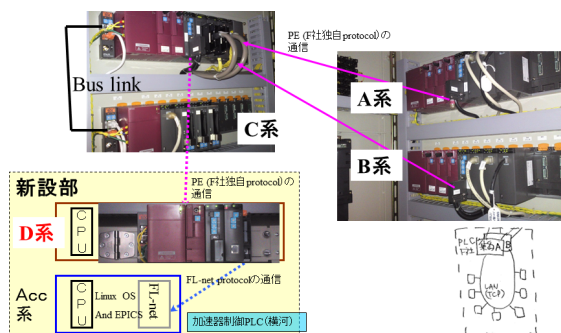 PE (F社独自protocol)の
通信
Bus link
C系
A系
B系
新設部
PE (F社独自protocol)の
通信
D系
CPU
FL-net protocolの通信
Acc
系
CPU
Linux OS
And EPICS
FL-net
加速器制御PLC(横河)
PLC
A
B
LAN
(TCP)